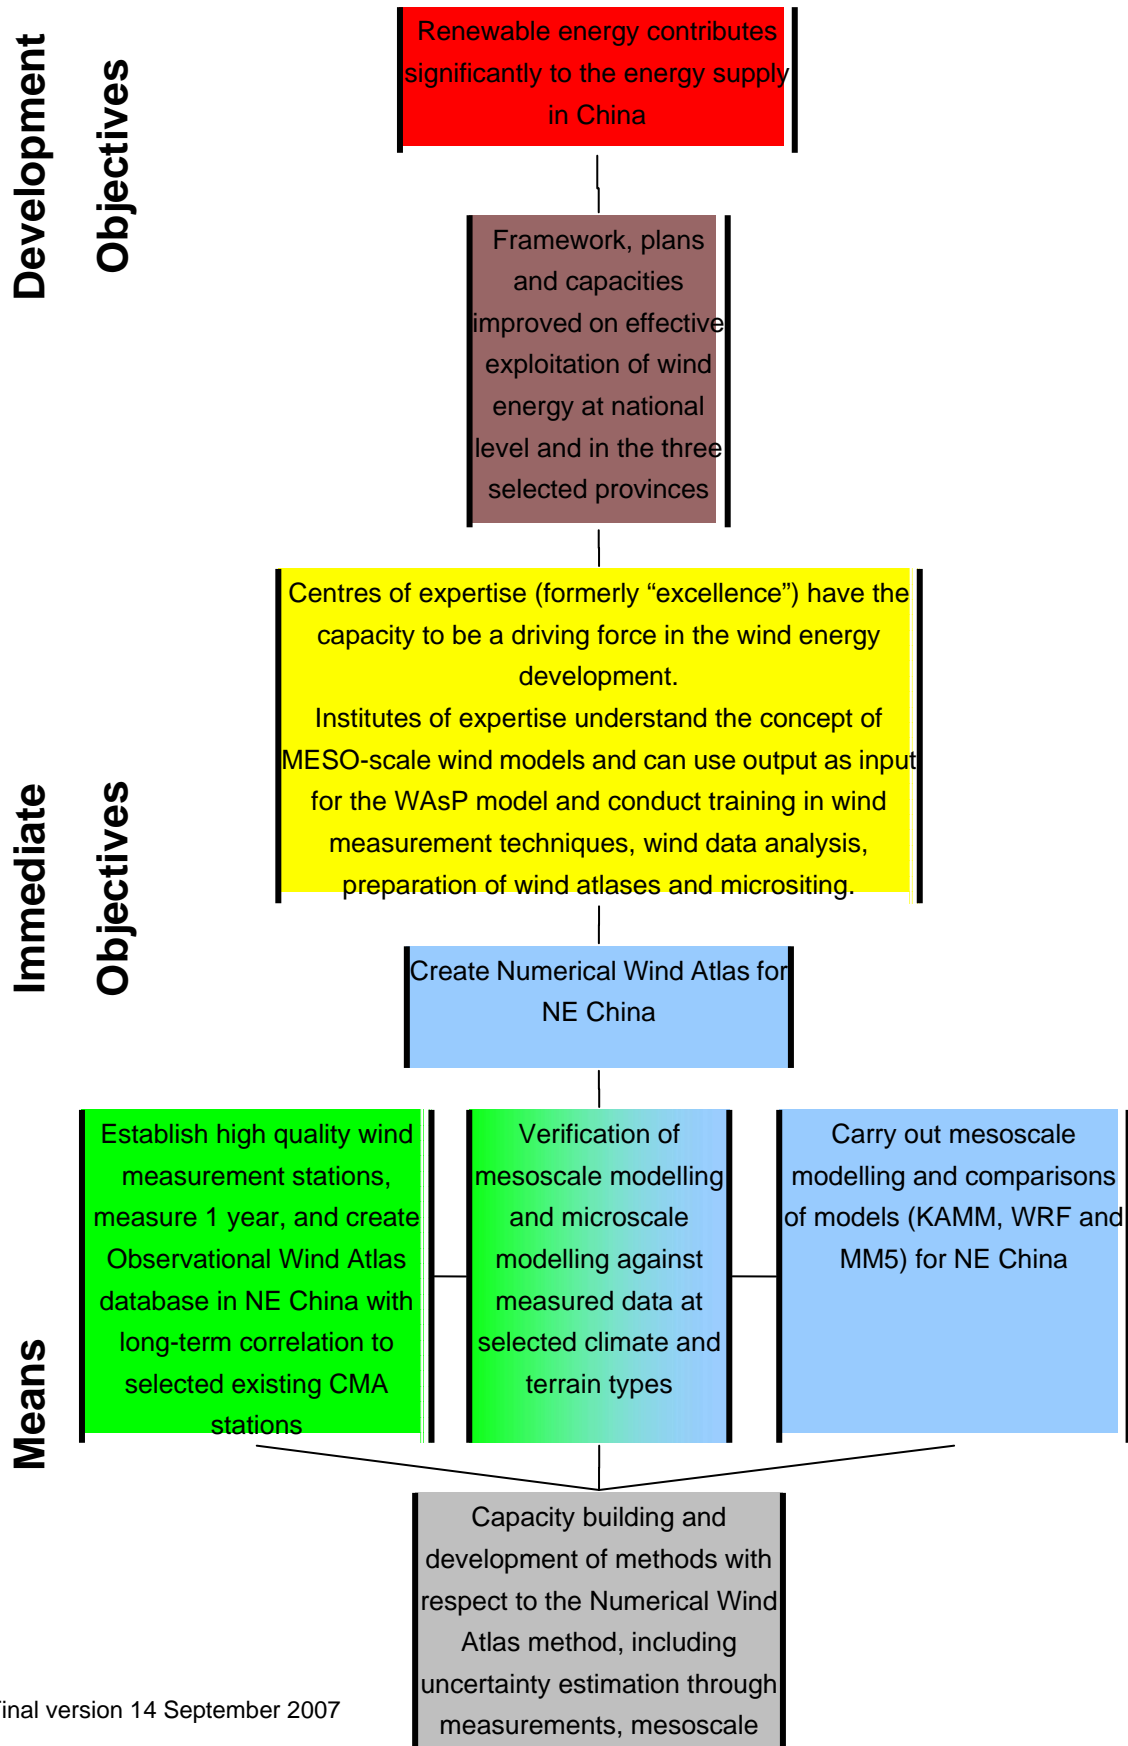 Development
Objectives
Renewable energy contributes
significantly to the energy supply
in China
Framework, plans
and capacities
improved on effective
exploitation of wind
energy at national
level and in the three
selected provinces
Immediate
Objectives
Centres of expertise (formerly “excellence”) have the
capacity to be a driving force in the wind energy
development.
Institutes of expertise understand the concept of
MESO-scale wind models and can use output as input
for the WAsP model and conduct training in wind
measurement techniques, wind data analysis,
preparation of wind atlases and micrositing.
Create Numerical Wind Atlas for
NE China
Means
Establish high quality wind
measurement stations,
measure 1 year, and create
Observational Wind Atlas
database in NE China with
long-term correlation to
selected existing CMA
stations
Verification of
mesoscale modelling
and microscale
modelling against
measured data at
selected climate and
terrain types
Carry out mesoscale
modelling and comparisons
of models (KAMM, WRF and
MM5) for NE China
Capacity building and
development of methods with
respect to the Numerical Wind
Atlas method, including
uncertainty estimation through
measurements, mesoscale
Final version 14 September 2007